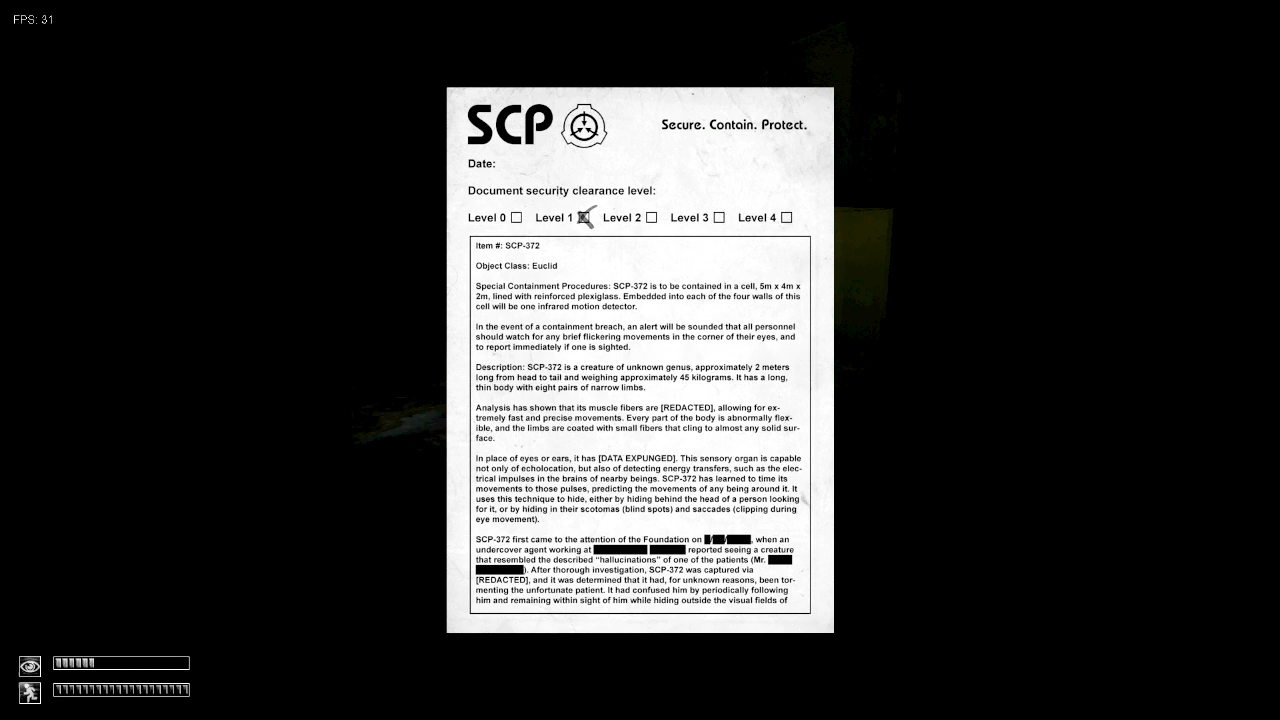 FPS: 31
SCP
Secure. Contain. Protect.
Date:
Document security clearance level:
Level 0 Level 1 Level 2 Level 3 Level 4
Item #: SCP-372
Object Class: Euclid
Special Containment Procedures: SCP-372 is to be contained in a cell, 5m x 4m x
2m, lined with reinforced plexiglass. Embedded into each of the four walls of this
cell will be one infrared motion detector.
In the event of a containment breach, an alert will be sounded that all personnel
should watch for any brief flickering movements in the corner of their eyes, and
to report immediately if one is sighted.
Description: SCP-372 is a creature of unknown genus, approximately 2 meters
long from head to tail and weighing approximately 45 kilograms. It has a long,
thin body with eight pairs of narrow limbs.
Analysis has shown that its muscle fibers are [REDACTED], allowing for ex-
tremely fast and precise movements. Every part of the body is abnormally flex-
ible, and the limbs are coated with small fibers that cling to almost any solid sur-
face.
In place of eyes or ears, it has [DATA EXPUNGED]. This sensory organ is capable
not only of echolocation, but also of detecting energy transfers, such as the elec-
trical impulses in the brains of nearby beings. SCP-372 has learned to time its
movements to those pulses, predicting the movements of any being around it. It
uses this technique to hide, either by hiding behind the head of a person looking
for it, or by hiding in their scotomas (blind spots) and saccades (clipping during
eye movement).
SCP-372 first came to the attention of the Foundation on / / , when an
undercover agent working at reported seeing a creature
that resembled the described “hallucinations” of one of the patients (Mr.
). After thorough investigation, SCP-372 was captured via
[REDACTED], and it was determined that it had, for unknown reasons, been tor-
menting the unfortunate patient. It had confused him by periodically following
him and remaining within sight of him while hiding outside the visual fields of